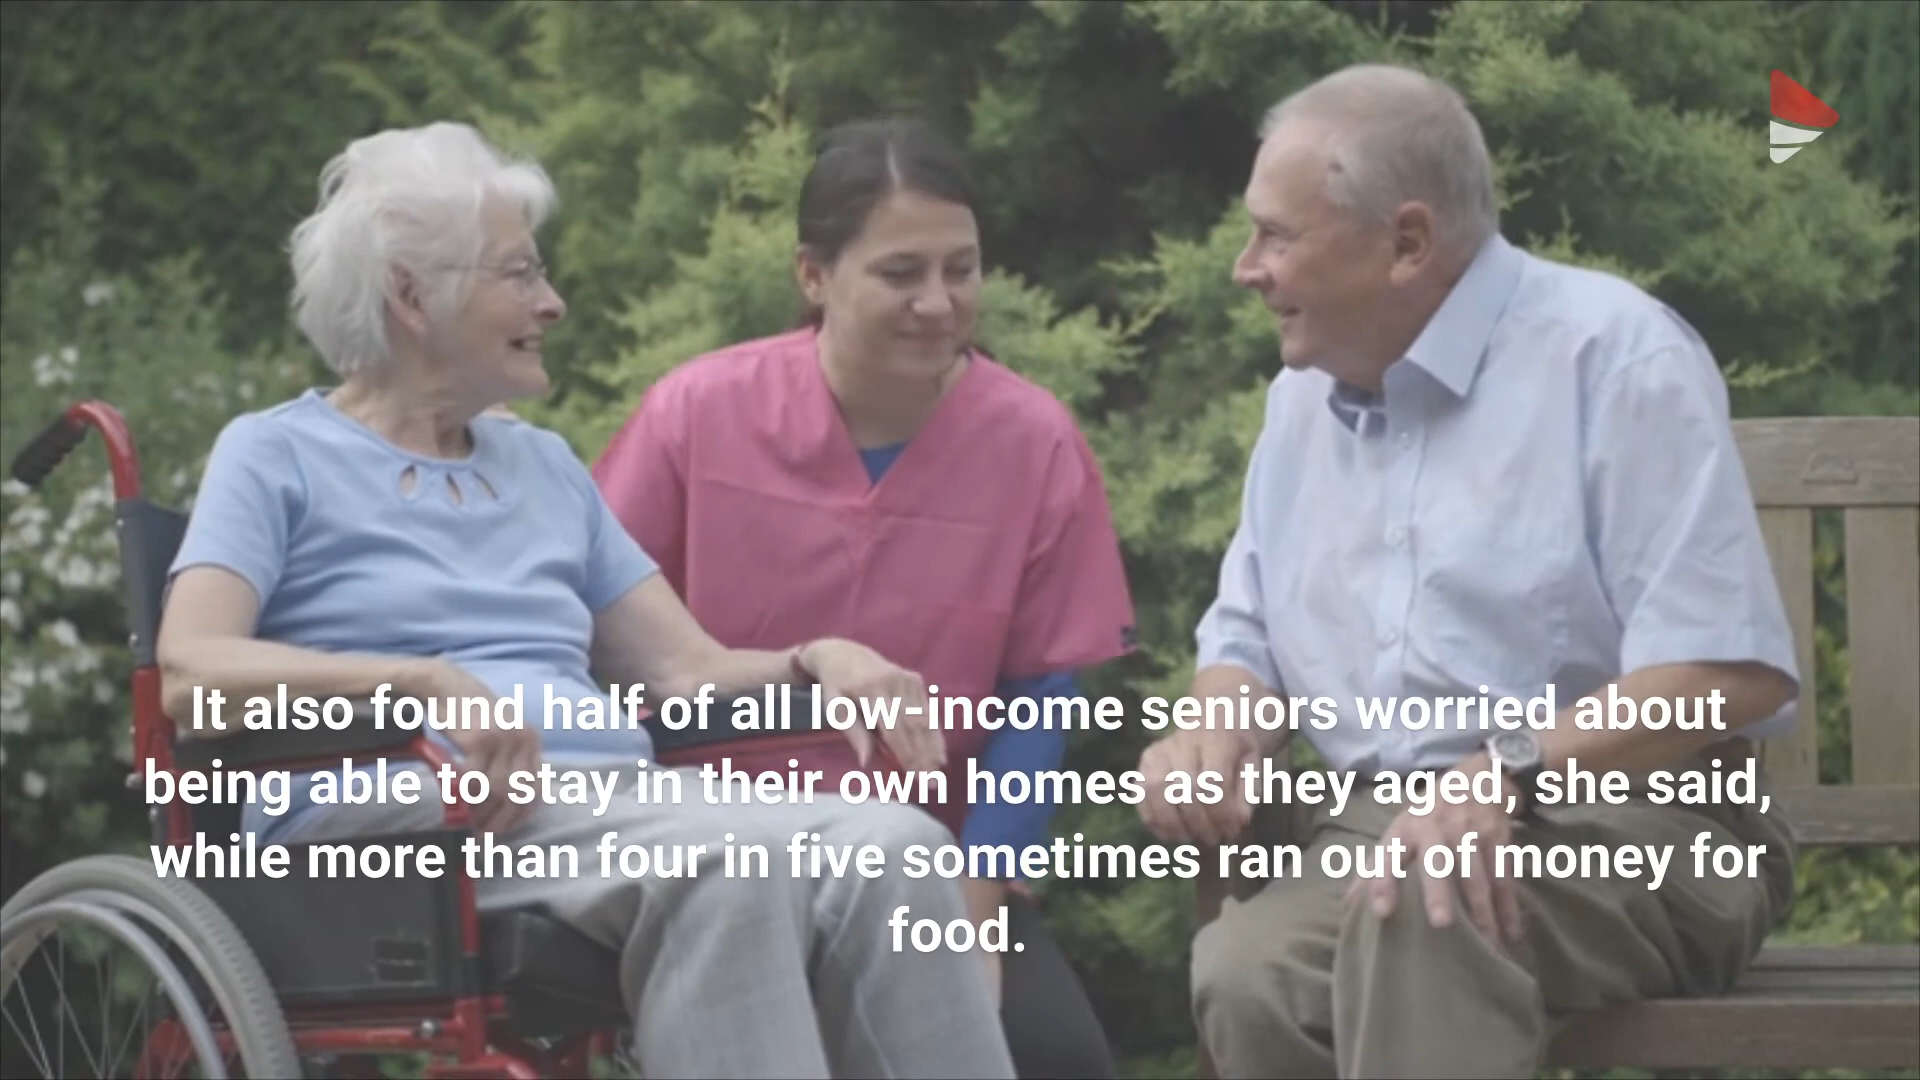 It also found half of all low-income seniors worried about
being able to stay in their own homes as they aged, she said,
while more than four in five sometimes ran out of money for
food.